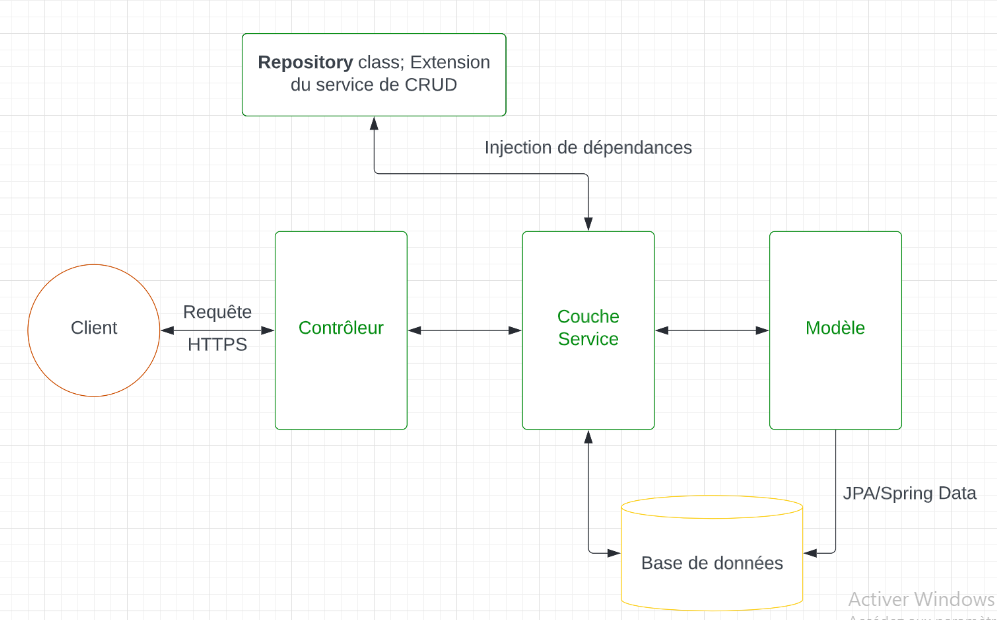 Repository class; Extension
du service de CRUD
Injection de dépendances
Client
Requête
HTTPS
Contrôleur
Couche
Service
Modèle
JPA/Spring Data
Base de données
Activer Windows